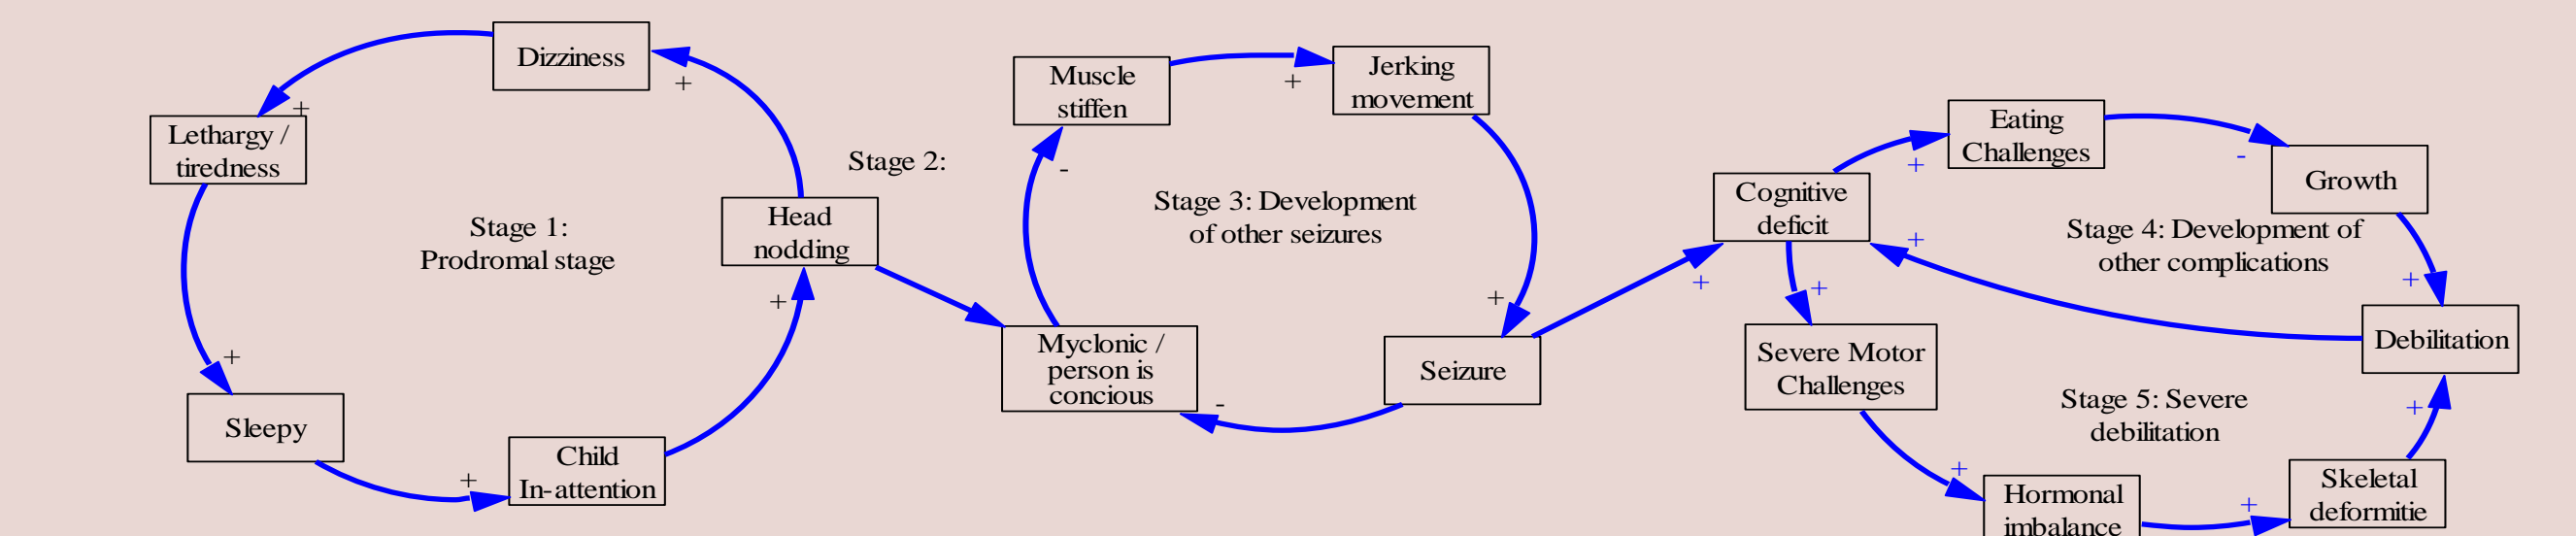 Dizziness
+
+
Lethargy /
tiredness
Stage 1:
Prodromal stage
+
Sleepy
+
Child
In-attention
+
Head
nodding
Stage 2:
Muscle
stiffen
-
+
Jerking
movement
Stage 3: Development
of other seizures
+
Myclonic /
person is
concious
-
Seizure
+
Cognitive
deficit
+
Eating
Challenges
-
Growth
+
Stage 4: Development of
other complications
+
Debilitation
+
Severe Motor
Challenges
Stage 5: Severe
debilitation
+
+
Hormonal
imbalance
+
Skeletal
deformitie